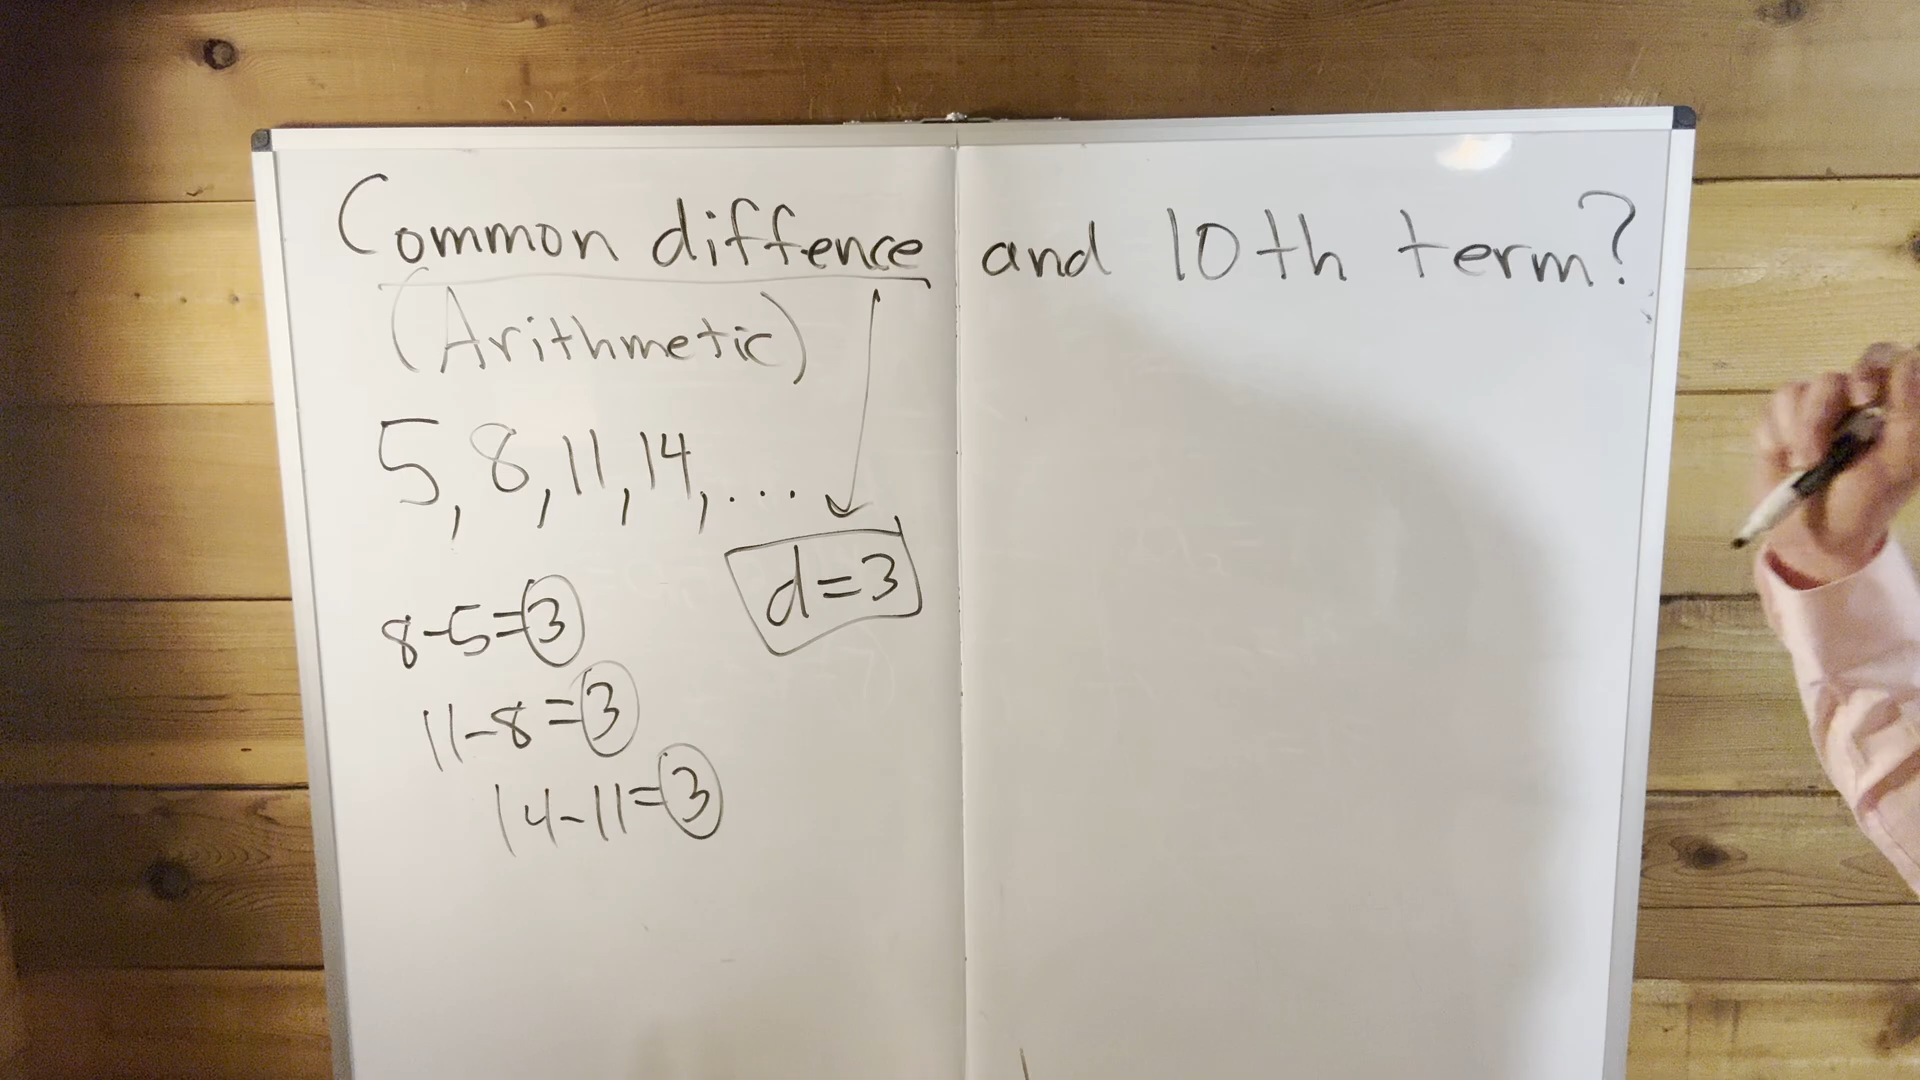 Common diffence and 10th term?
(Arithmetic)
5, 8, 11, 14, ...
d=3
8-5=3
11-8=3
14-11=3